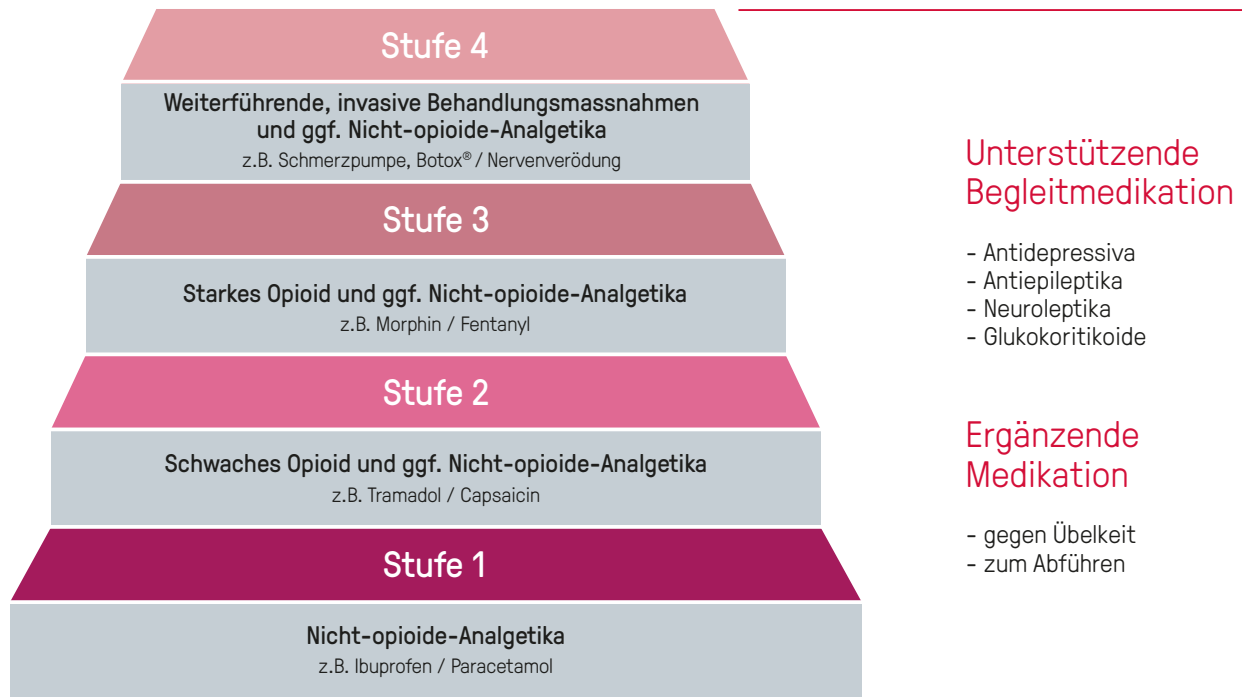 Stufe 4
Weiterführende, invasive Behandlungsmassnahmen
und ggf. Nicht-opioide-Analgetika
z.B. Schmerzpumpe, Botox® / Nervenverödung
Stufe 3
Starkes Opioid und ggf. Nicht-opioide-Analgetika
z.B. Morphin / Fentanyl
Stufe 2
Schwaches Opioid und ggf. Nicht-opioide-Analgetika
z.B. Tramadol / Capsaicin
Stufe 1
Nicht-opioide-Analgetika
z.B. Ibuprofen / Paracetamol
Unterstützende
Begleitmedikation
- Antidepressiva
- Antiepileptika
- Neuroleptika
- Glukokoritikoide
Ergänzende
Medikation
- gegen Übelkeit
- zum Abführen